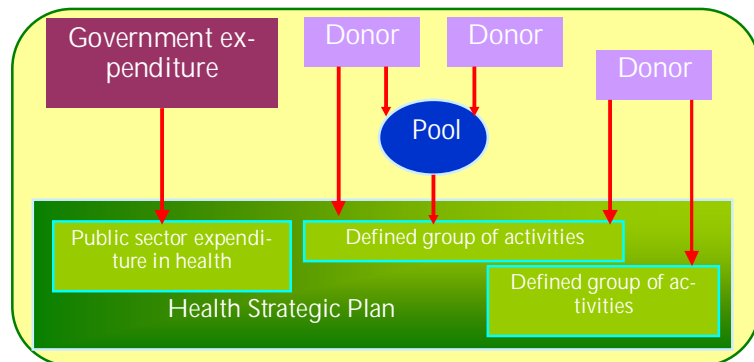 Government ex-
penditure
Donor
Donor
Donor
Pool
Public sector expendi-
ture in health
Defined group of activities
Defined group of ac-
tivities
Health Strategic Plan